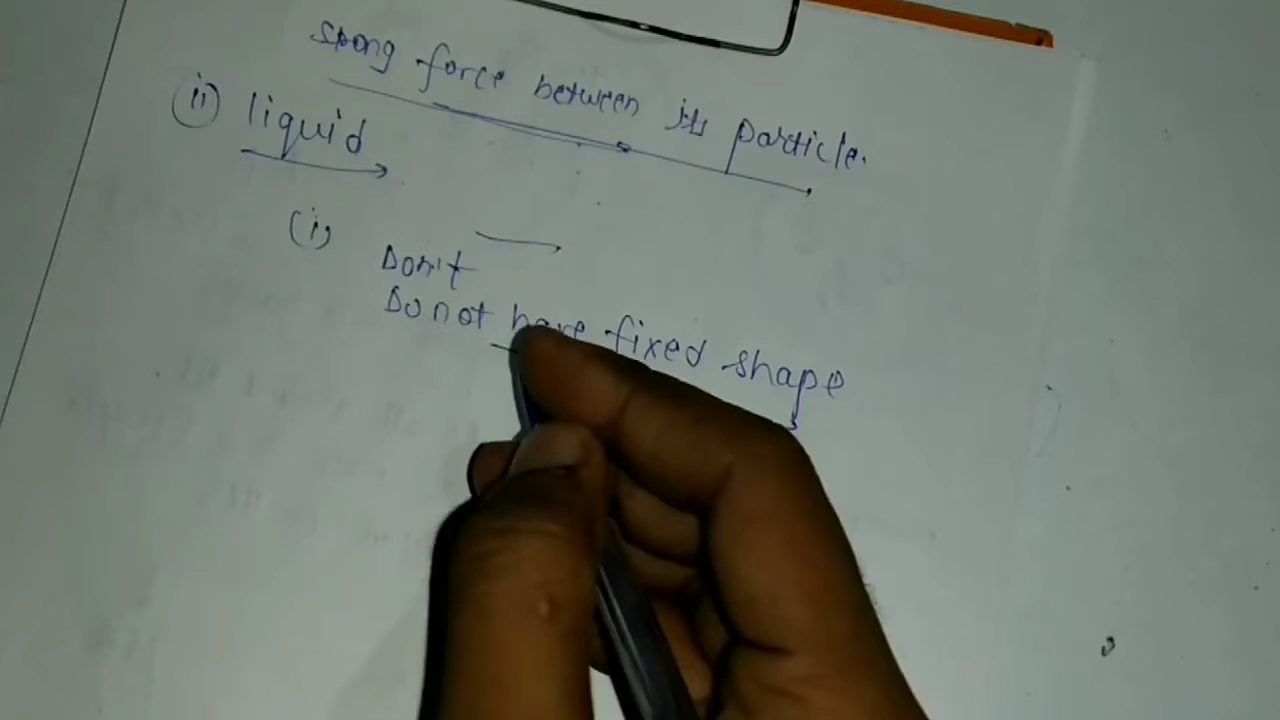 strong force between its particle.
(ii) liquid
(i)
Don't
Do not have fixed shape